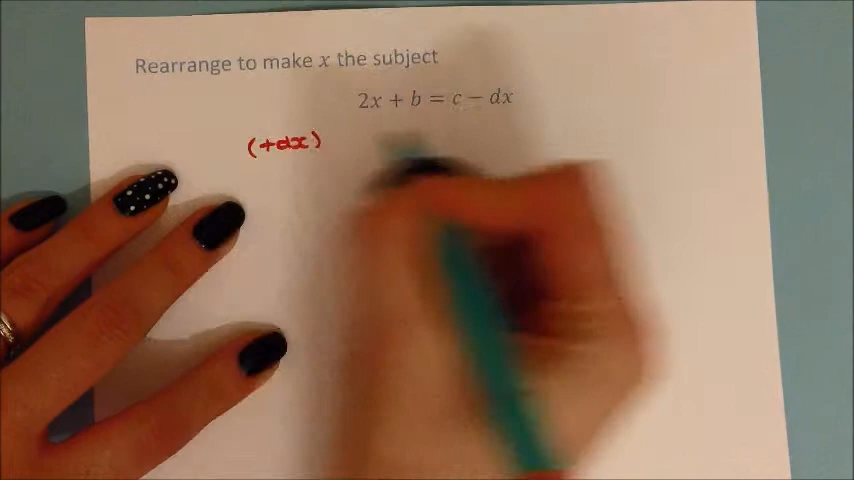 Rearrange to make x the subject
2x + b = c − dx
(+dx)